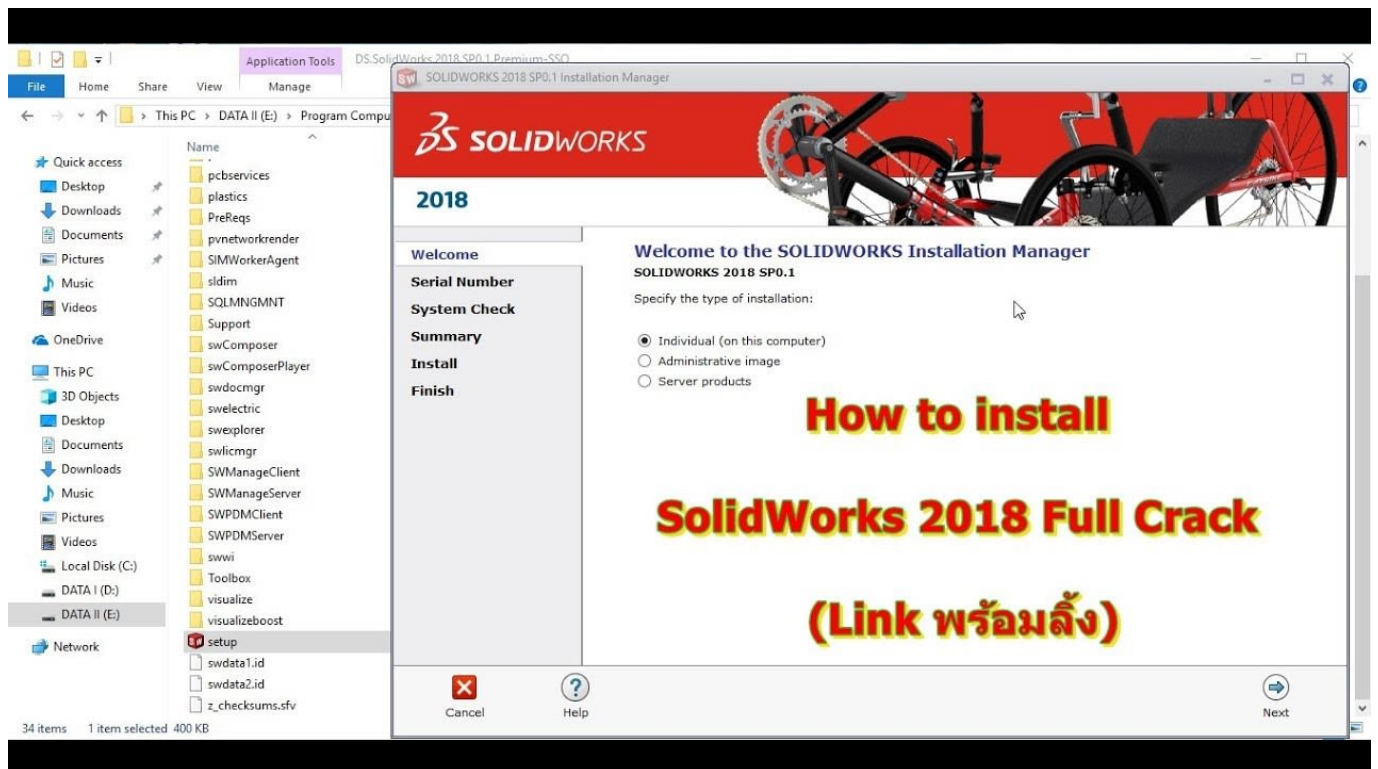 Application Tools
DS.SolidWorks.2018.SP0.1.Premium-SSQ
File
Home
Share
View
Manage
This PC > DATA II (E:) > Program Compu
Name
Quick access
Desktop
Downloads
Documents
Pictures
Music
Videos
OneDrive
This PC
3D Objects
Desktop
Documents
Downloads
Music
Pictures
Videos
Local Disk (C:)
DATA I (D:)
DATA II (E:)
Network
pcbservices
plastics
PreReqs
pvnetworkrender
SIMWorkerAgent
sldim
SQLMNGMNT
Support
swComposer
swComposerPlayer
swdocmgr
swelectric
swexplorer
swlicmgr
SWManageClient
SWManageServer
SWPDMClient
SWPDMServer
swwi
Toolbox
visualize
visualizeboost
setup
swdata1.id
swdata2.id
z_checksums.sfv
34 items 1 item selected 400 KB
SOLIDWORKS 2018 SP0.1 Installation Manager
SOLIDWORKS
2018
Welcome
Serial Number
System Check
Summary
Install
Finish
Welcome to the SOLIDWORKS Installation Manager
SOLIDWORKS 2018 SP0.1
Specify the type of installation:
Individual (on this computer)
Administrative image
Server products
How to install
SolidWorks 2018 Full Crack
(Link พร้อมลิ้ง)
Cancel
Help
Next